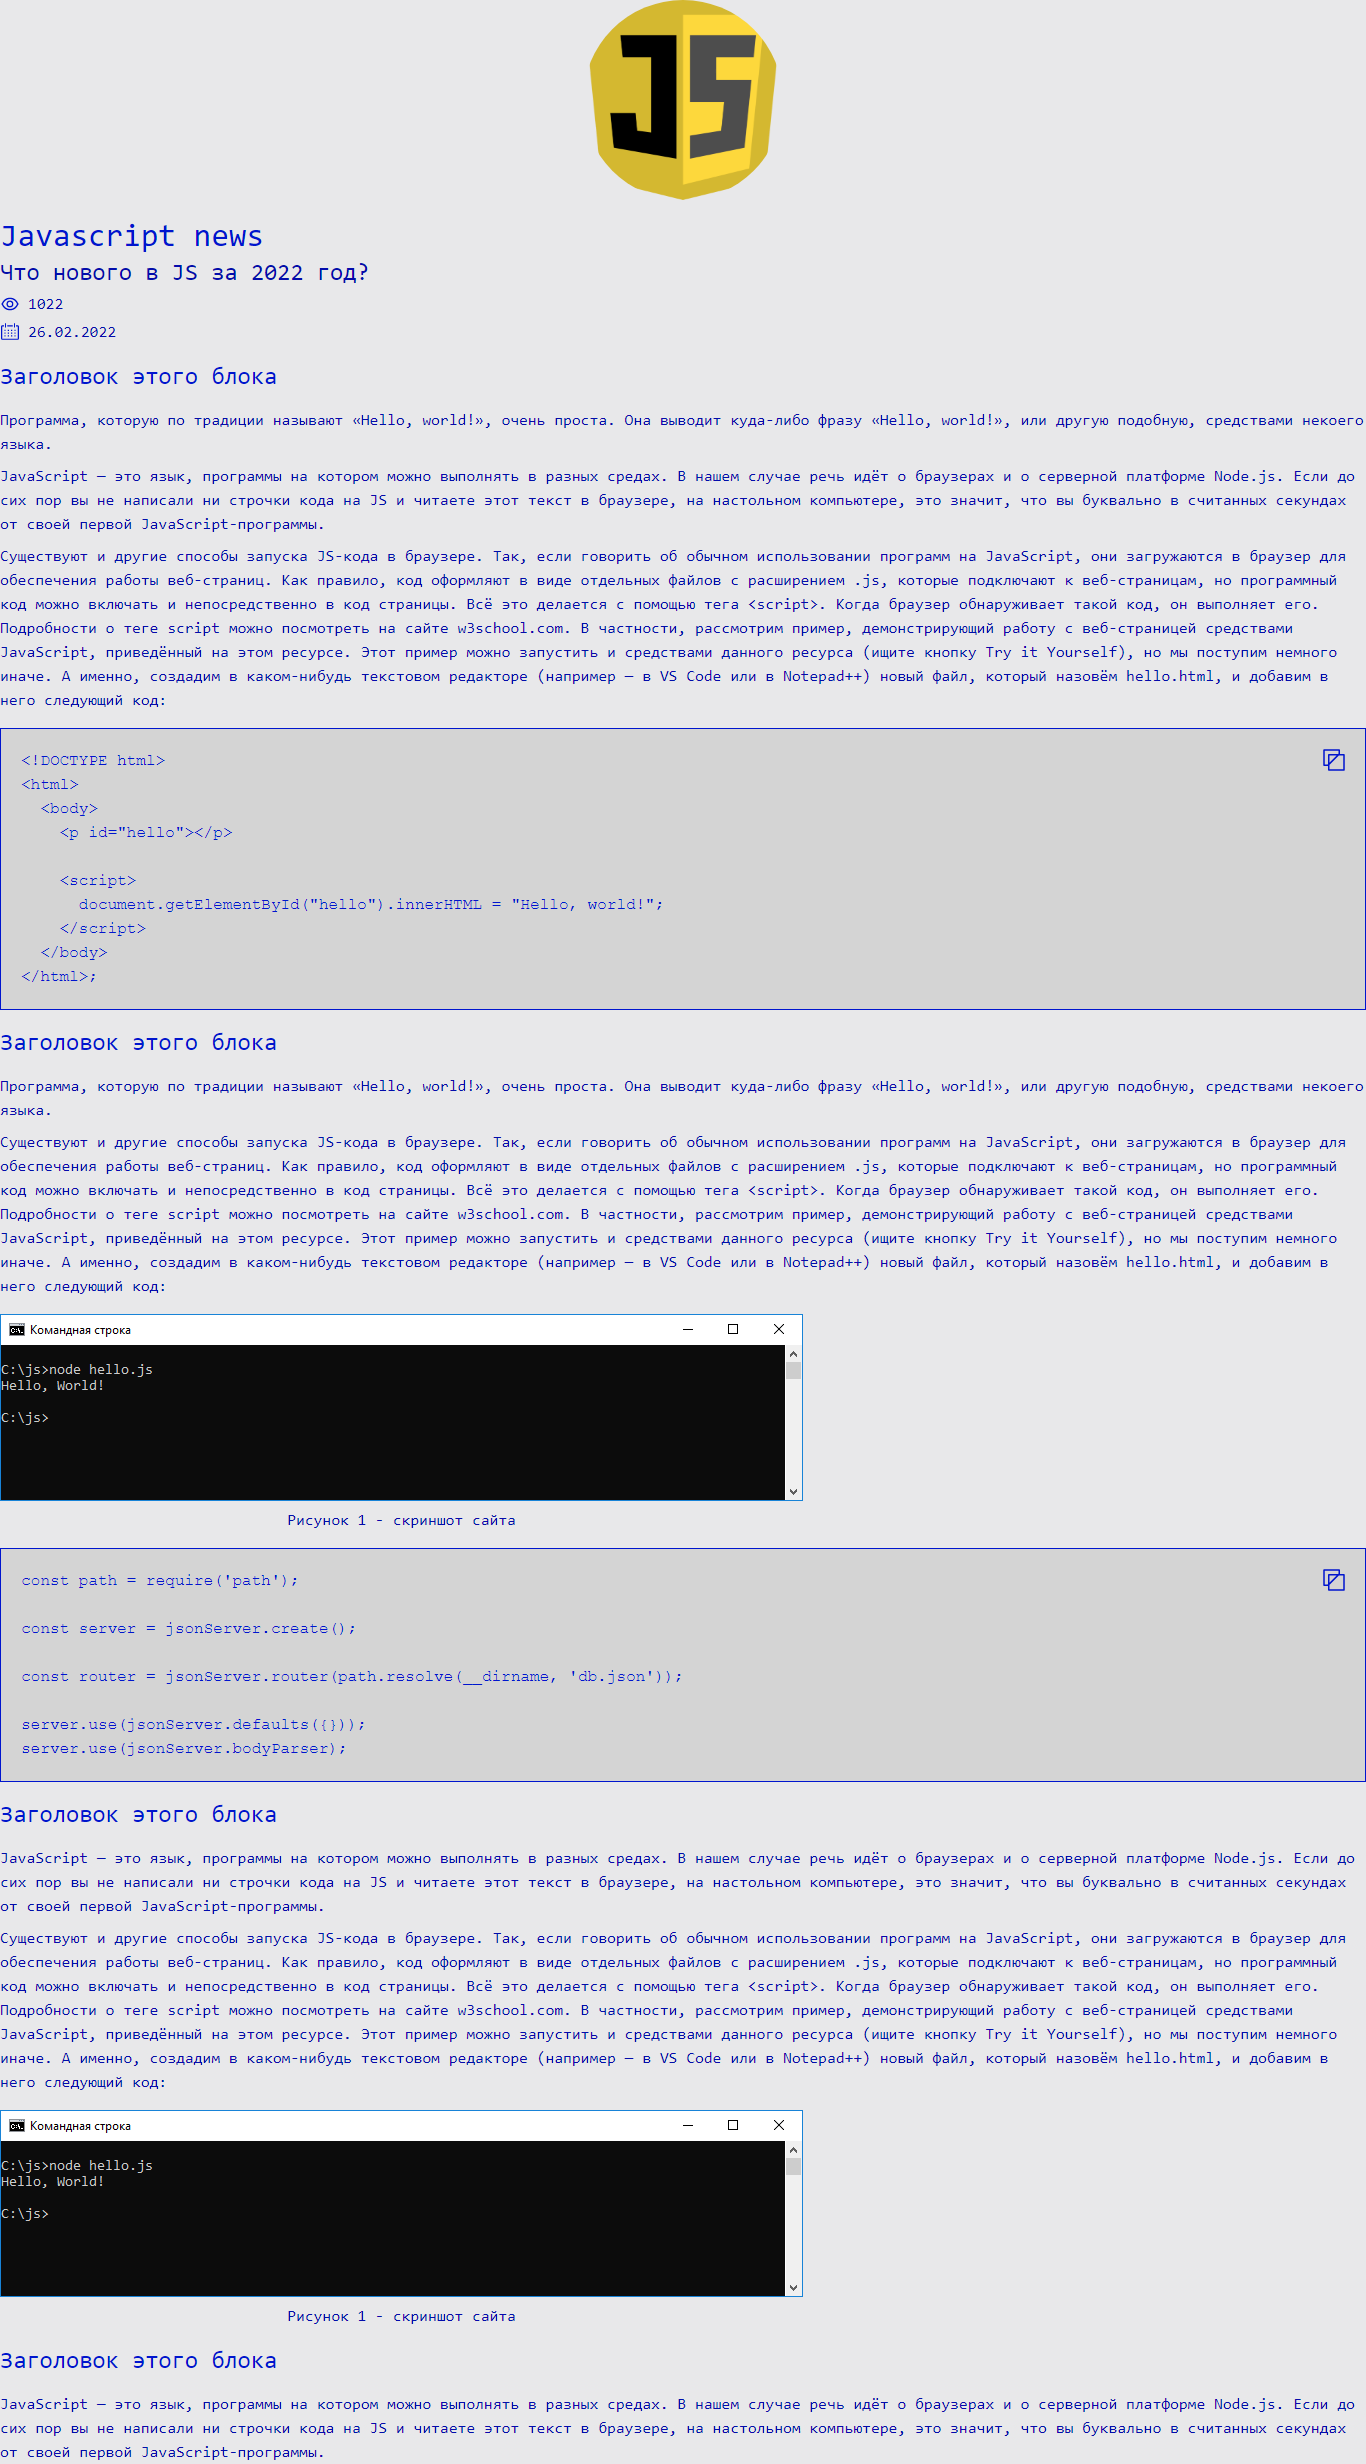 JS
Javascript news
Что нового в JS за 2022 год?
1022
26.02.2022
Заголовок этого блока
Программа, которую по традиции называют «Hello, world!», очень проста. Она выводит куда-либо фразу «Hello, world!», или другую подобную, средствами некоего
языка.
JavaScript — это язык, программы на котором можно выполнять в разных средах. В нашем случае речь идёт о браузерах и о серверной платформе Node.js. Если до
сих пор вы не написали ни строчки кода на JS и читаете этот текст в браузере, на настольном компьютере, это значит, что вы буквально в считанных секундах
от своей первой JavaScript-программы.
Существуют и другие способы запуска JS-кода в браузере. Так, если говорить об обычном использовании программ на JavaScript, они загружаются в браузер для
обеспечения работы веб-страниц. Как правило, код оформляют в виде отдельных файлов с расширением .js, которые подключают к веб-страницам, но программный
код можно включать и непосредственно в код страницы. Всё это делается с помощью тега <script>. Когда браузер обнаруживает такой код, он выполняет его.
Подробности о теге script можно посмотреть на сайте w3school.com. В частности, рассмотрим пример, демонстрирующий работу с веб-страницей средствами
JavaScript, приведённый на этом ресурсе. Этот пример можно запустить и средствами данного ресурса (ищите кнопку Try it Yourself), но мы поступим немного
иначе. А именно, создадим в каком-нибудь текстовом редакторе (например — в VS Code или в Notepad++) новый файл, который назовём hello.html, и добавим в
него следующий код:
<!DOCTYPE html>
<html>
  <body>
    <p id="hello"></p>
    <script>
      document.getElementById("hello").innerHTML = "Hello, world!";
    </script>
  </body>
</html>;
Заголовок этого блока
Программа, которую по традиции называют «Hello, world!», очень проста. Она выводит куда-либо фразу «Hello, world!», или другую подобную, средствами некоего
языка.
Существуют и другие способы запуска JS-кода в браузере. Так, если говорить об обычном использовании программ на JavaScript, они загружаются в браузер для
обеспечения работы веб-страниц. Как правило, код оформляют в виде отдельных файлов с расширением .js, которые подключают к веб-страницам, но программный
код можно включать и непосредственно в код страницы. Всё это делается с помощью тега <script>. Когда браузер обнаруживает такой код, он выполняет его.
Подробности о теге script можно посмотреть на сайте w3school.com. В частности, рассмотрим пример, демонстрирующий работу с веб-страницей средствами
JavaScript, приведённый на этом ресурсе. Этот пример можно запустить и средствами данного ресурса (ищите кнопку Try it Yourself), но мы поступим немного
иначе. А именно, создадим в каком-нибудь текстовом редакторе (например — в VS Code или в Notepad++) новый файл, который назовём hello.html, и добавим в
него следующий код:
Командная строка
C:\js>node hello.js
Hello, World!
C:\js>
Рисунок 1 - скриншот сайта
const path = require('path');
const server = jsonServer.create();
const router = jsonServer.router(path.resolve(__dirname, 'db.json'));
server.use(jsonServer.defaults({}));
server.use(jsonServer.bodyParser);
Заголовок этого блока
JavaScript — это язык, программы на котором можно выполнять в разных средах. В нашем случае речь идёт о браузерах и о серверной платформе Node.js. Если до
сих пор вы не написали ни строчки кода на JS и читаете этот текст в браузере, на настольном компьютере, это значит, что вы буквально в считанных секундах
от своей первой JavaScript-программы.
Существуют и другие способы запуска JS-кода в браузере. Так, если говорить об обычном использовании программ на JavaScript, они загружаются в браузер для
обеспечения работы веб-страниц. Как правило, код оформляют в виде отдельных файлов с расширением .js, которые подключают к веб-страницам, но программный
код можно включать и непосредственно в код страницы. Всё это делается с помощью тега <script>. Когда браузер обнаруживает такой код, он выполняет его.
Подробности о теге script можно посмотреть на сайте w3school.com. В частности, рассмотрим пример, демонстрирующий работу с веб-страницей средствами
JavaScript, приведённый на этом ресурсе. Этот пример можно запустить и средствами данного ресурса (ищите кнопку Try it Yourself), но мы поступим немного
иначе. А именно, создадим в каком-нибудь текстовом редакторе (например — в VS Code или в Notepad++) новый файл, который назовём hello.html, и добавим в
него следующий код:
Командная строка
C:\js>node hello.js
Hello, World!
C:\js>
Рисунок 1 - скриншот сайта
Заголовок этого блока
JavaScript — это язык, программы на котором можно выполнять в разных средах. В нашем случае речь идёт о браузерах и о серверной платформе Node.js. Если до
сих пор вы не написали ни строчки кода на JS и читаете этот текст в браузере, на настольном компьютере, это значит, что вы буквально в считанных секундах
от своей первой JavaScript-программы.